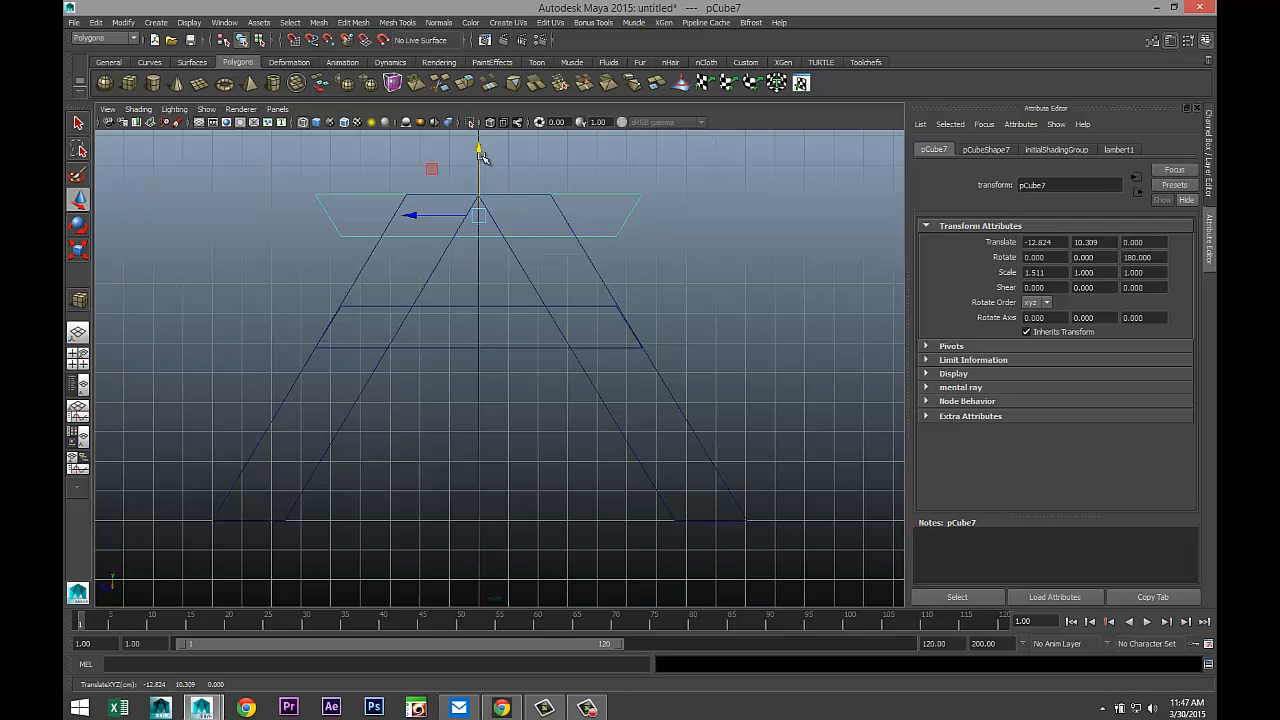 Autodesk Maya 2015: untitled* --- pCube7
File Edit Modify Create Display Window Assets Select Mesh Edit Mesh Mesh Tools Normals Color Create UVs Edit UVs Bonus Tools Muscle XGen Pipeline Cache Bifrost Help
Polygons No Live Surface
General Curves Surfaces Polygons Deformation Animation Dynamics Rendering PaintEffects Toon Muscle Fluids Fur nHair nCloth Custom XGen TURTLE Toolchefs
View Shading Lighting Show Renderer Panels
0.00 1.00 sRGB gamma
Attribute Editor
List Selected Focus Attributes Show Help
pCube7 pCubeShape7 initialShadingGroup lambert1
Focus
transform: pCube7 Presets
Show Hide
Transform Attributes
Translate -12.824 10.309 0.000
Rotate 0.000 0.000 180.000
Scale 1.511 1.000 1.000
Shear 0.000 0.000 0.000
Rotate Order xyz
Rotate Axis 0.000 0.000 0.000
Inherits Transform
Pivots
Limit Information
Display
mental ray
Node Behavior
Extra Attributes
Notes: pCube7
Select Load Attributes Copy Tab
Channel Box / Layer Editor
Attribute Editor
5 10 15 20 25 30 35 40 45 50 55 60 65 70 75 80 85 90 95 100 105 110 115 120 1.00
1
1.00 1.00 1 120 120.00 200.00 No Anim Layer No Character Set
MEL
TranslateXYZ(cm): -12.824 10.309 0.000
Pr Ae Ps
11:47 AM
3/30/2015